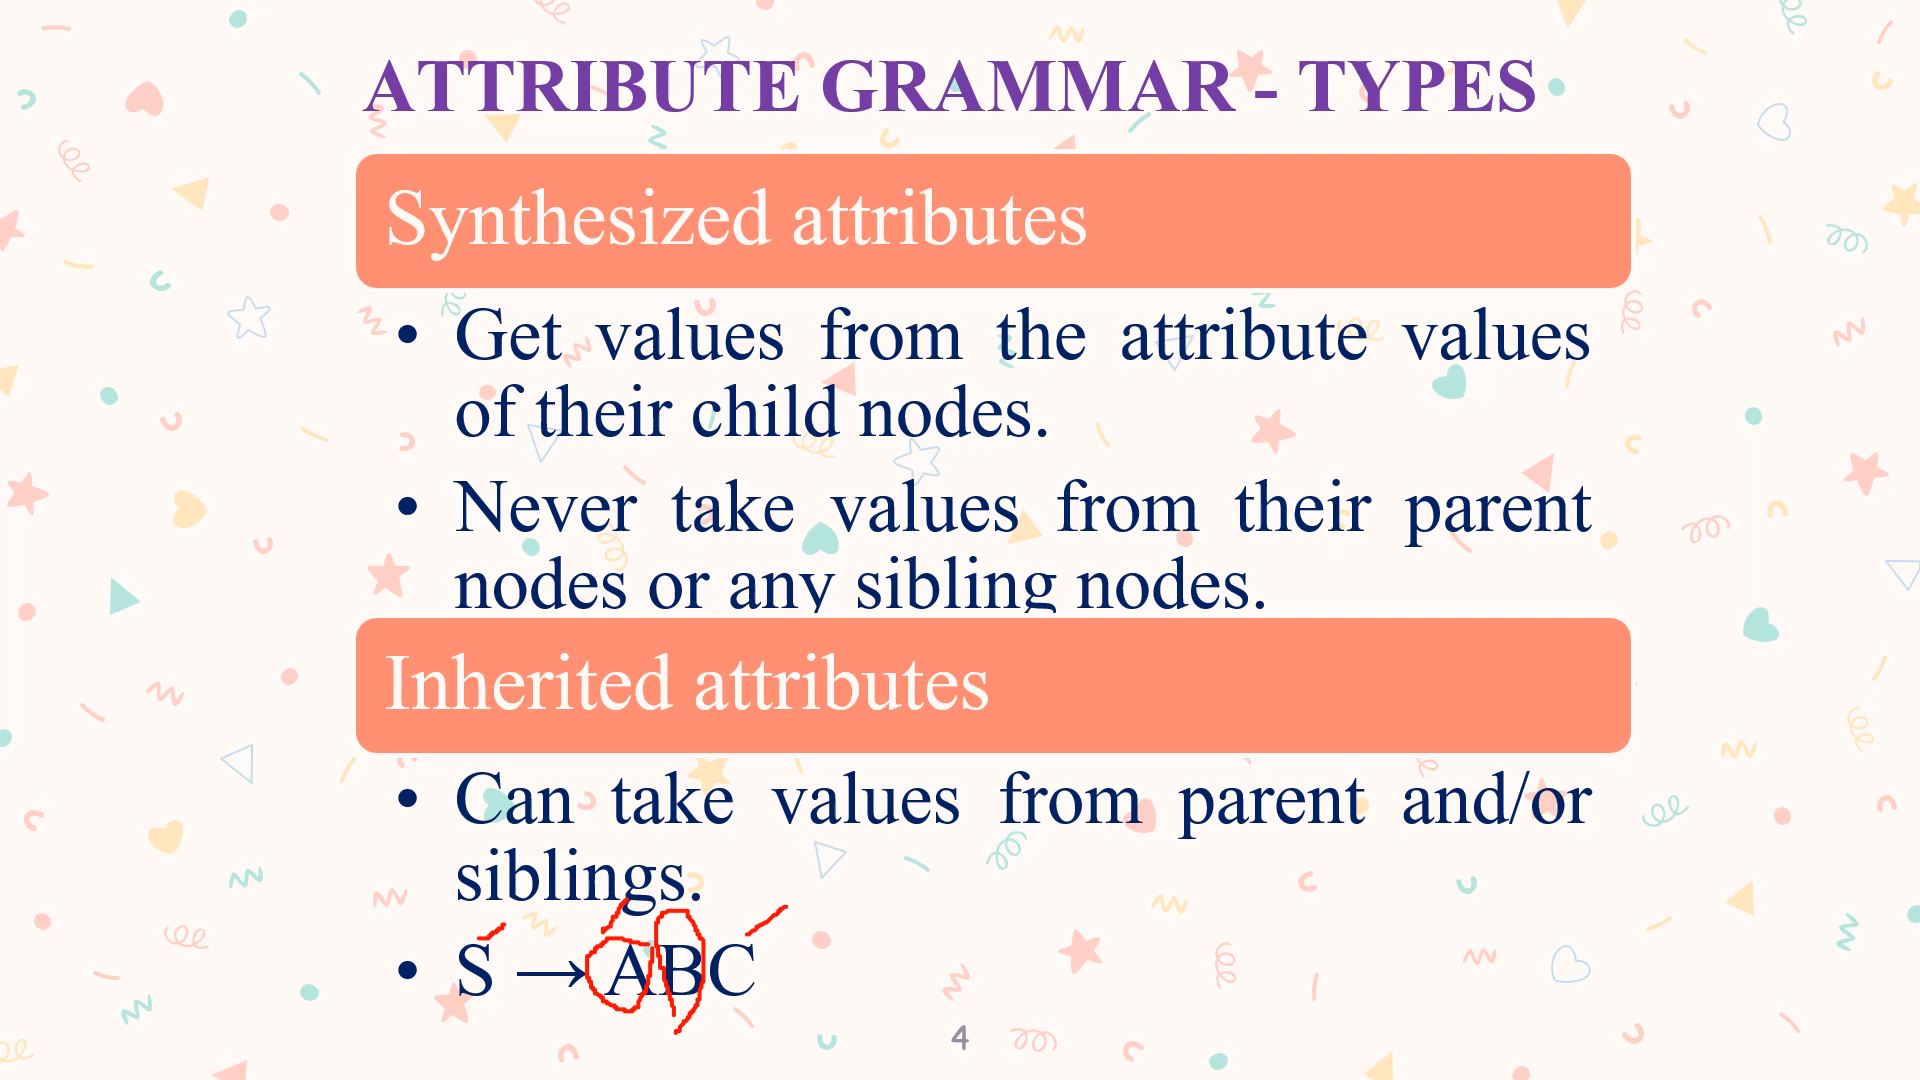 ATTRIBUTE GRAMMAR - TYPES
Synthesized attributes
• Get values from the attribute values
of their child nodes.
• Never take values from their parent
nodes or any sibling nodes.
Inherited attributes
• Can take values from parent and/or
siblings.
• S → ABC
4